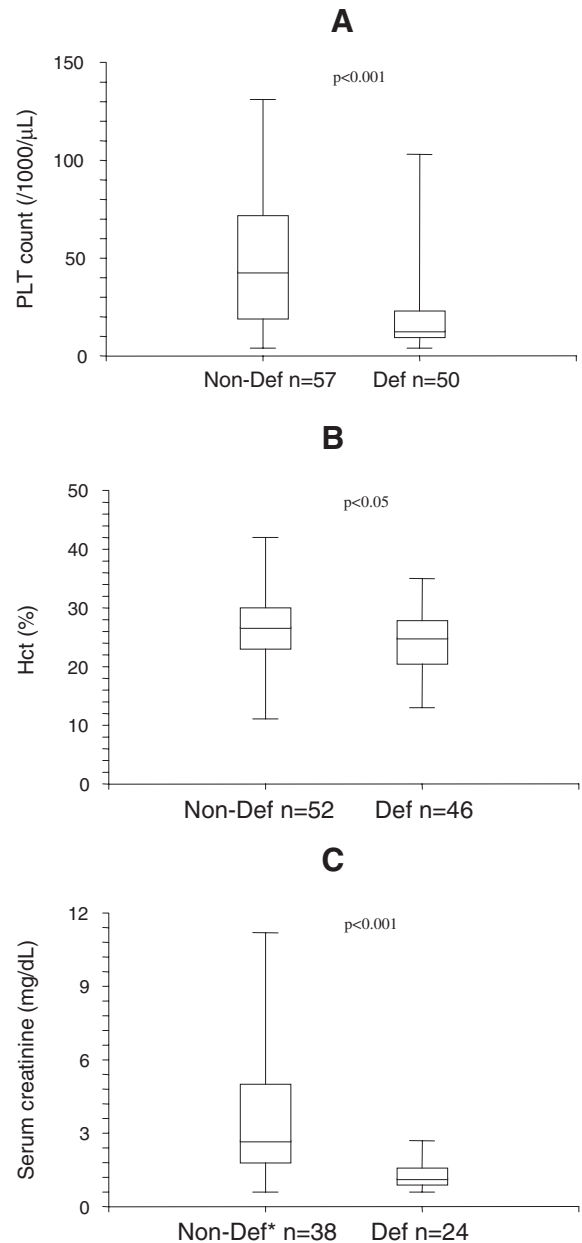 A
p<0.001
PLT count (/1000/μL)
150
100
50
0
Non-Def n=57 Def n=50
B
p<0.05
Hct (%)
50
40
30
20
10
0
Non-Def n=52 Def n=46
C
p<0.001
Serum creatinine (mg/dL)
12
9
6
3
0
Non-Def* n=38 Def n=24